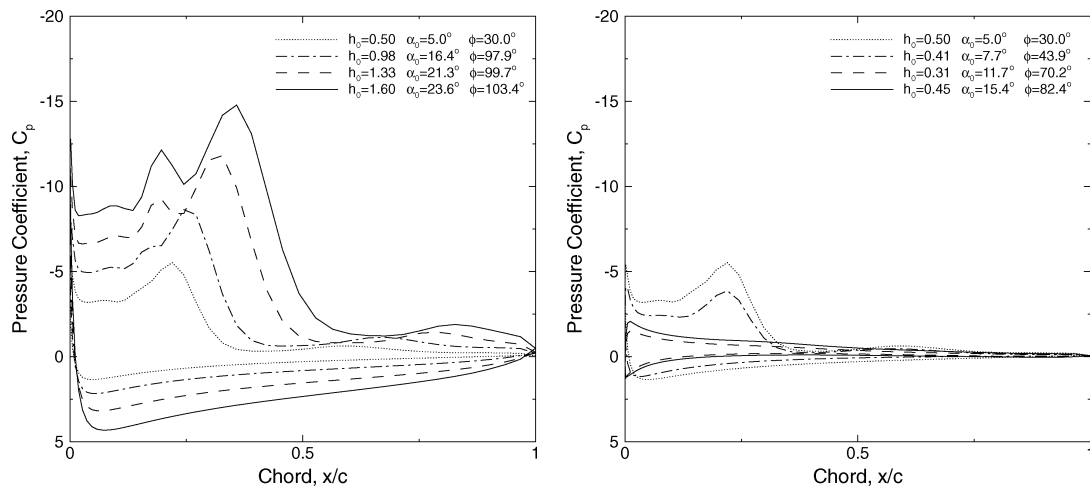 -20
-15
-10
-5
0
5
Pressure Coefficient, Cp
h0=0.50 α0=5.0° ϕ=30.0°
h0=0.98 α0=16.4° ϕ=97.9°
h0=1.33 α0=21.3° ϕ=99.7°
h0=1.60 α0=23.6° ϕ=103.4°
0
0.5
1
Chord, x/c
-20
-15
-10
-5
0
5
Pressure Coefficient, Cp
h0=0.50 α0=5.0° ϕ=30.0°
h0=0.41 α0=7.7° ϕ=43.9°
h0=0.31 α0=11.7° ϕ=70.2°
h0=0.45 α0=15.4° ϕ=82.4°
0
0.5
1
Chord, x/c